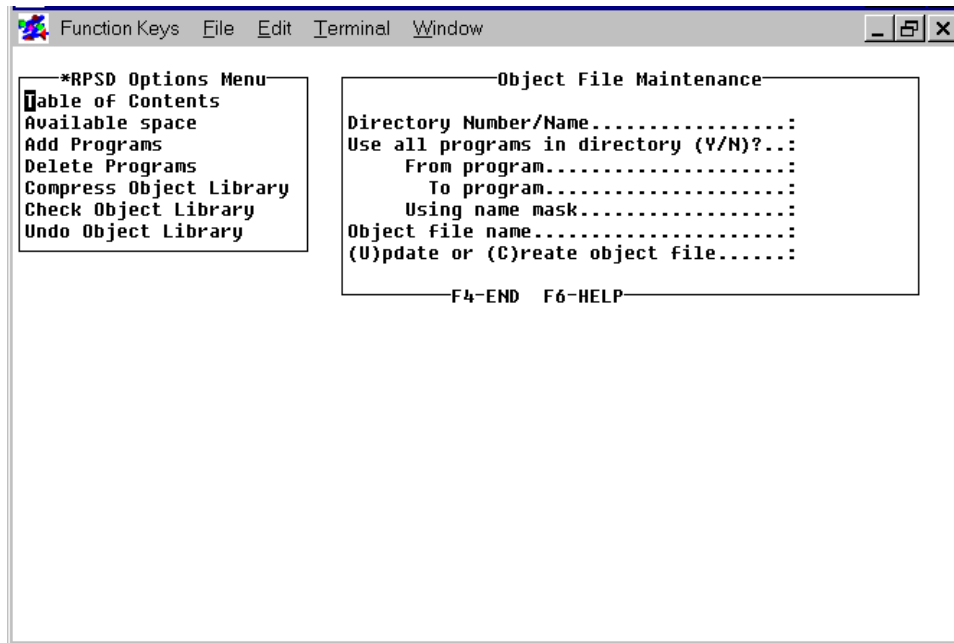 Function Keys File Edit Terminal Window
*RPSD Options Menu
Table of Contents
Available space
Add Programs
Delete Programs
Compress Object Library
Check Object Library
Undo Object Library
Object File Maintenance
Directory Number/Name.................:
Use all programs in directory (Y/N)?..:
From program.....................:
To program.....................:
Using name mask..................:
Object file name......................:
(U)pdate or (C)reate object file......:
F4-END F6-HELP